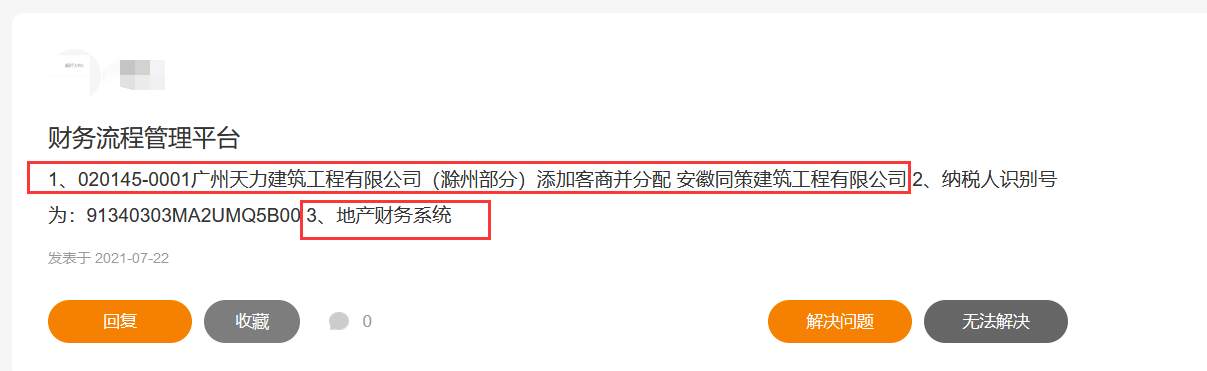 财务流程管理平台
1、020145-0001广州天力建筑工程有限公司（滁州部分）添加客商并分配 安徽同策建筑工程有限公司 2、纳税人识别号
为：91340303MA2UMQ5B00 3、地产财务系统
发表于 2021-07-22
回复 收藏 0 解决问题 无法解决